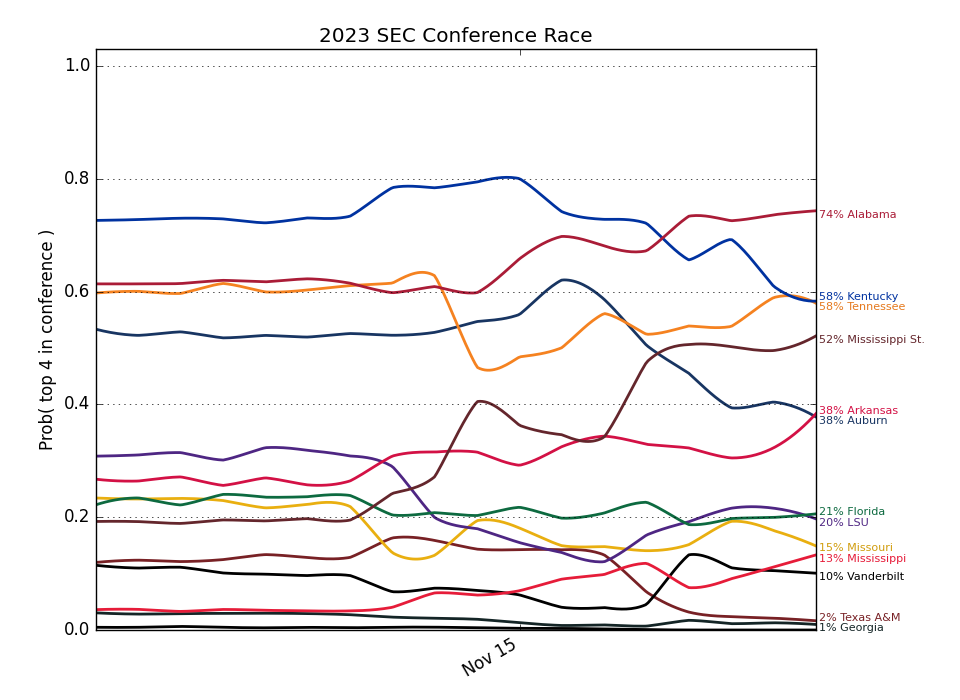 2023 SEC Conference Race
1.0
0.8
0.6
0.4
0.2
0.0
Prob( top 4 in conference )
Nov 15
74% Alabama
58% Kentucky
58% Tennessee
52% Mississippi St.
38% Arkansas
38% Auburn
21% Florida
20% LSU
15% Missouri
13% Mississippi
10% Vanderbilt
2% Texas A&M
1% Georgia